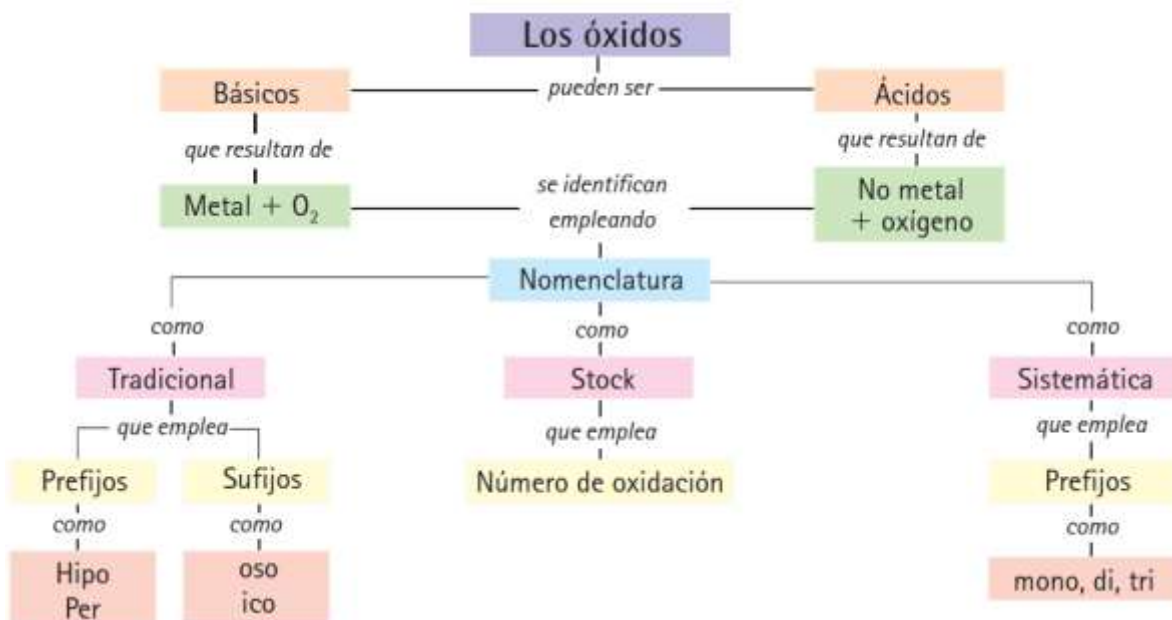 Los óxidos
pueden ser
Básicos
Ácidos
que resultan de
que resultan de
Metal + O₂
se identifican
empleando
No metal
+ oxígeno
Nomenclatura
como
como
como
Tradicional
Stock
Sistemática
que emplea
que emplea
que emplea
Prefijos
Sufijos
Número de oxidación
Prefijos
como
como
como
Hipo
Per
oso
ico
mono, di, tri